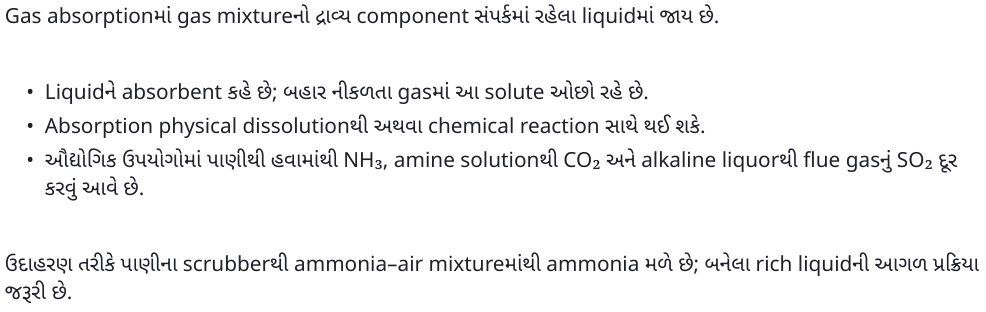 Gas absorptionમાં gas mixtureનો દ્રાવ્ય component સંપર્કમાં રહેલા liquidમાં જાય છે.
• Liquidને absorbent કહે છે; બહાર નીકળતા gasમાં આ solute ઓછો રહે છે.
• Absorption physical dissolutionથી અથવા chemical reaction સાથે થઈ શકે.
• ઔદ્યોગિક ઉપયોગોમાં પાણીથી હવામાંથી NH₃, amine solutionથી CO₂ અને alkaline liquorથી flue gasનું SO₂ દૂર
કરવું આવે છે.
ઉદાહરણ તરીકે પાણીના scrubberથી ammonia–air mixtureમાંથી ammonia મળે છે; બનેલા rich liquidની આગળ પ્રક્રિયા
જરૂરી છે.